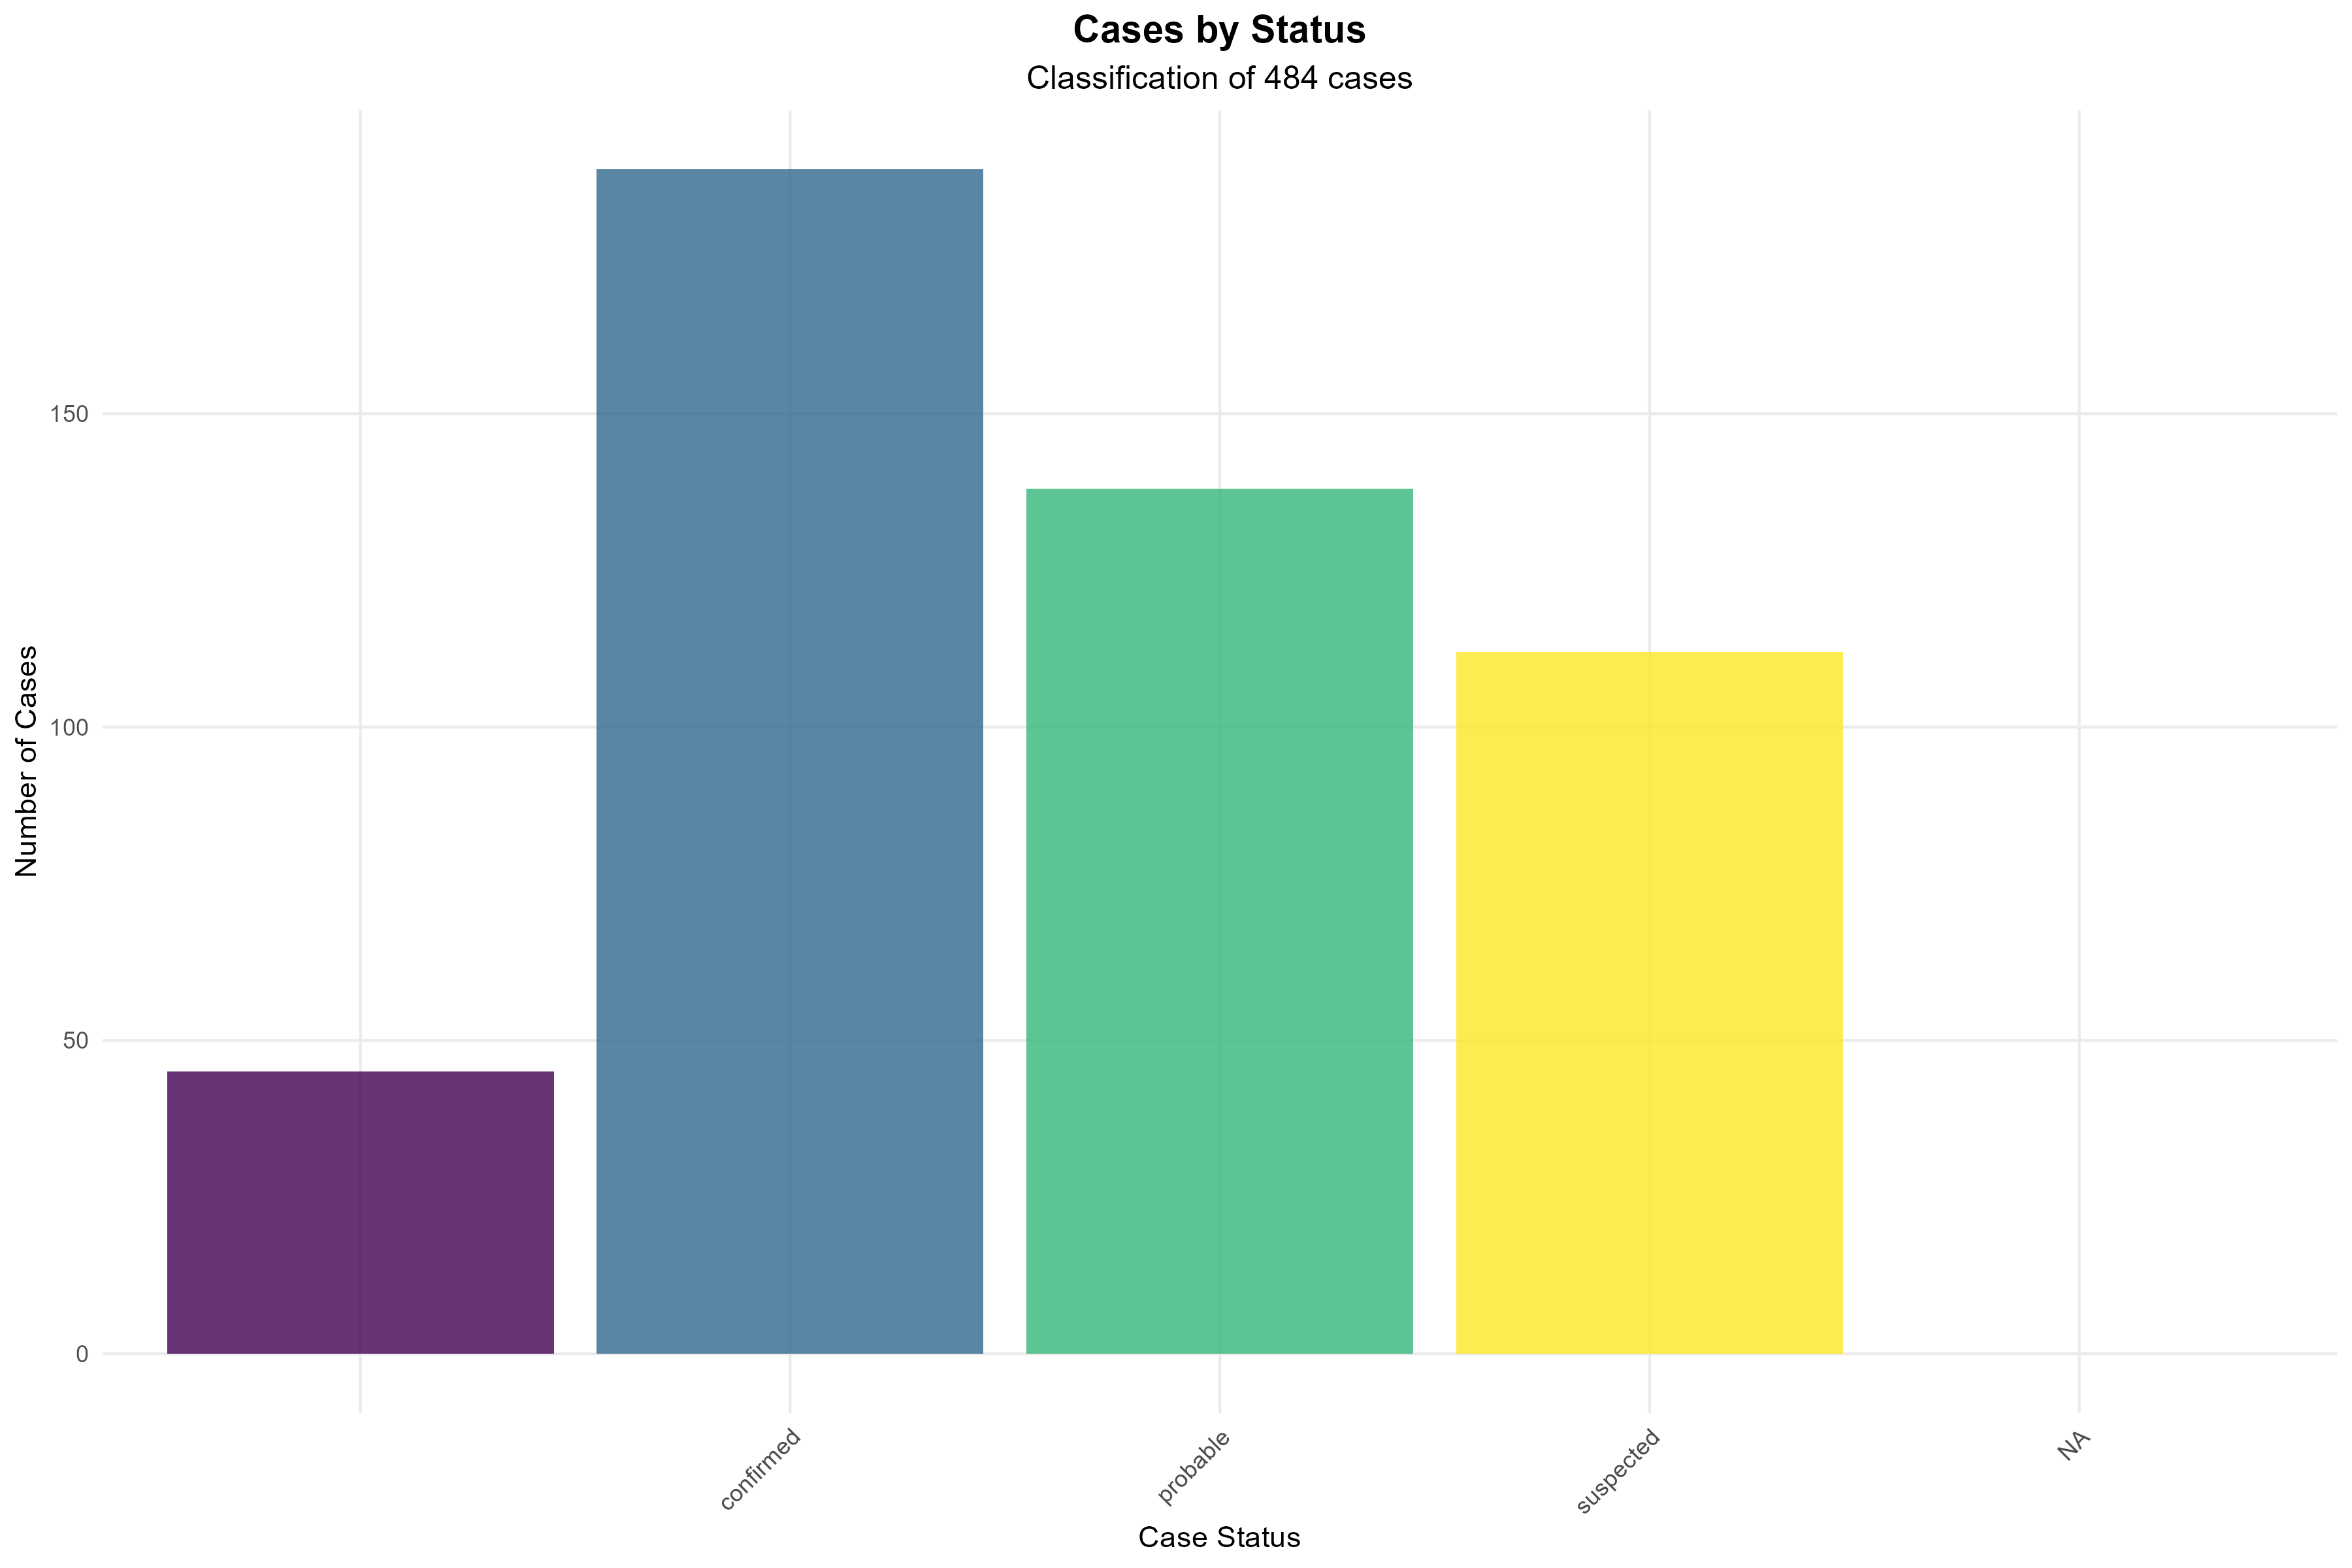 Cases by Status
Classification of 484 cases
Number of Cases
150
100
50
0
confirmed
probable
suspected
NA
Case Status